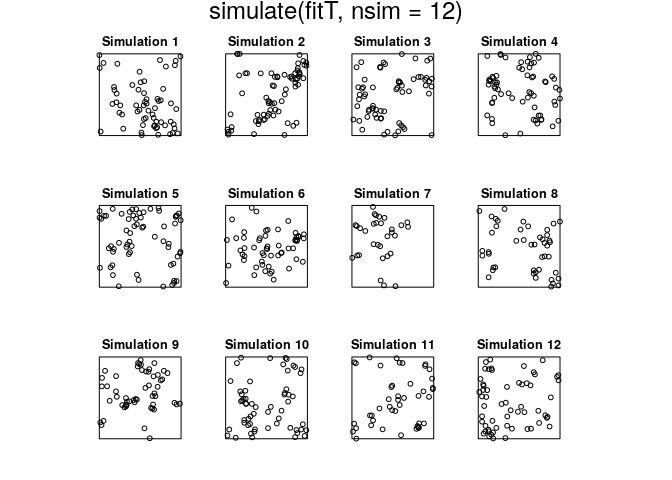 simulate(fitT, nsim = 12)
Simulation 1
Simulation 2
Simulation 3
Simulation 4
Simulation 5
Simulation 6
Simulation 7
Simulation 8
Simulation 9
Simulation 10
Simulation 11
Simulation 12